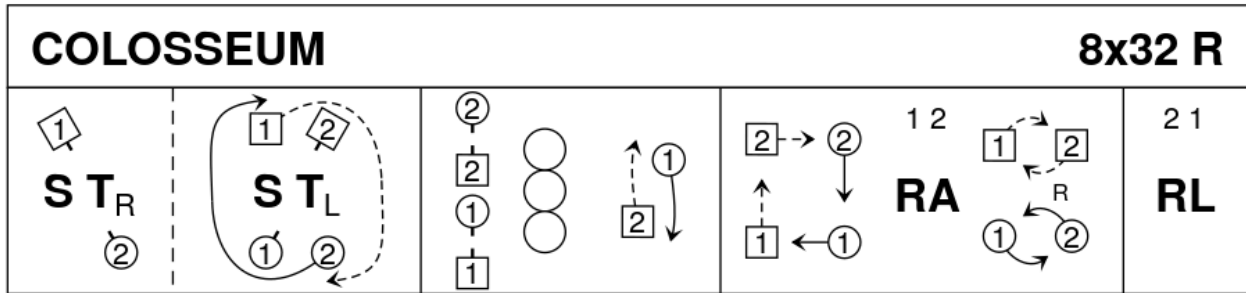 COLOSSEUM 8x32 R
1 S TR 2
1 2 S TL 1 2
2 2 1 1
1 2
2 2 1 1
1 2
RA
1 2 R 1 2
2 1
RL